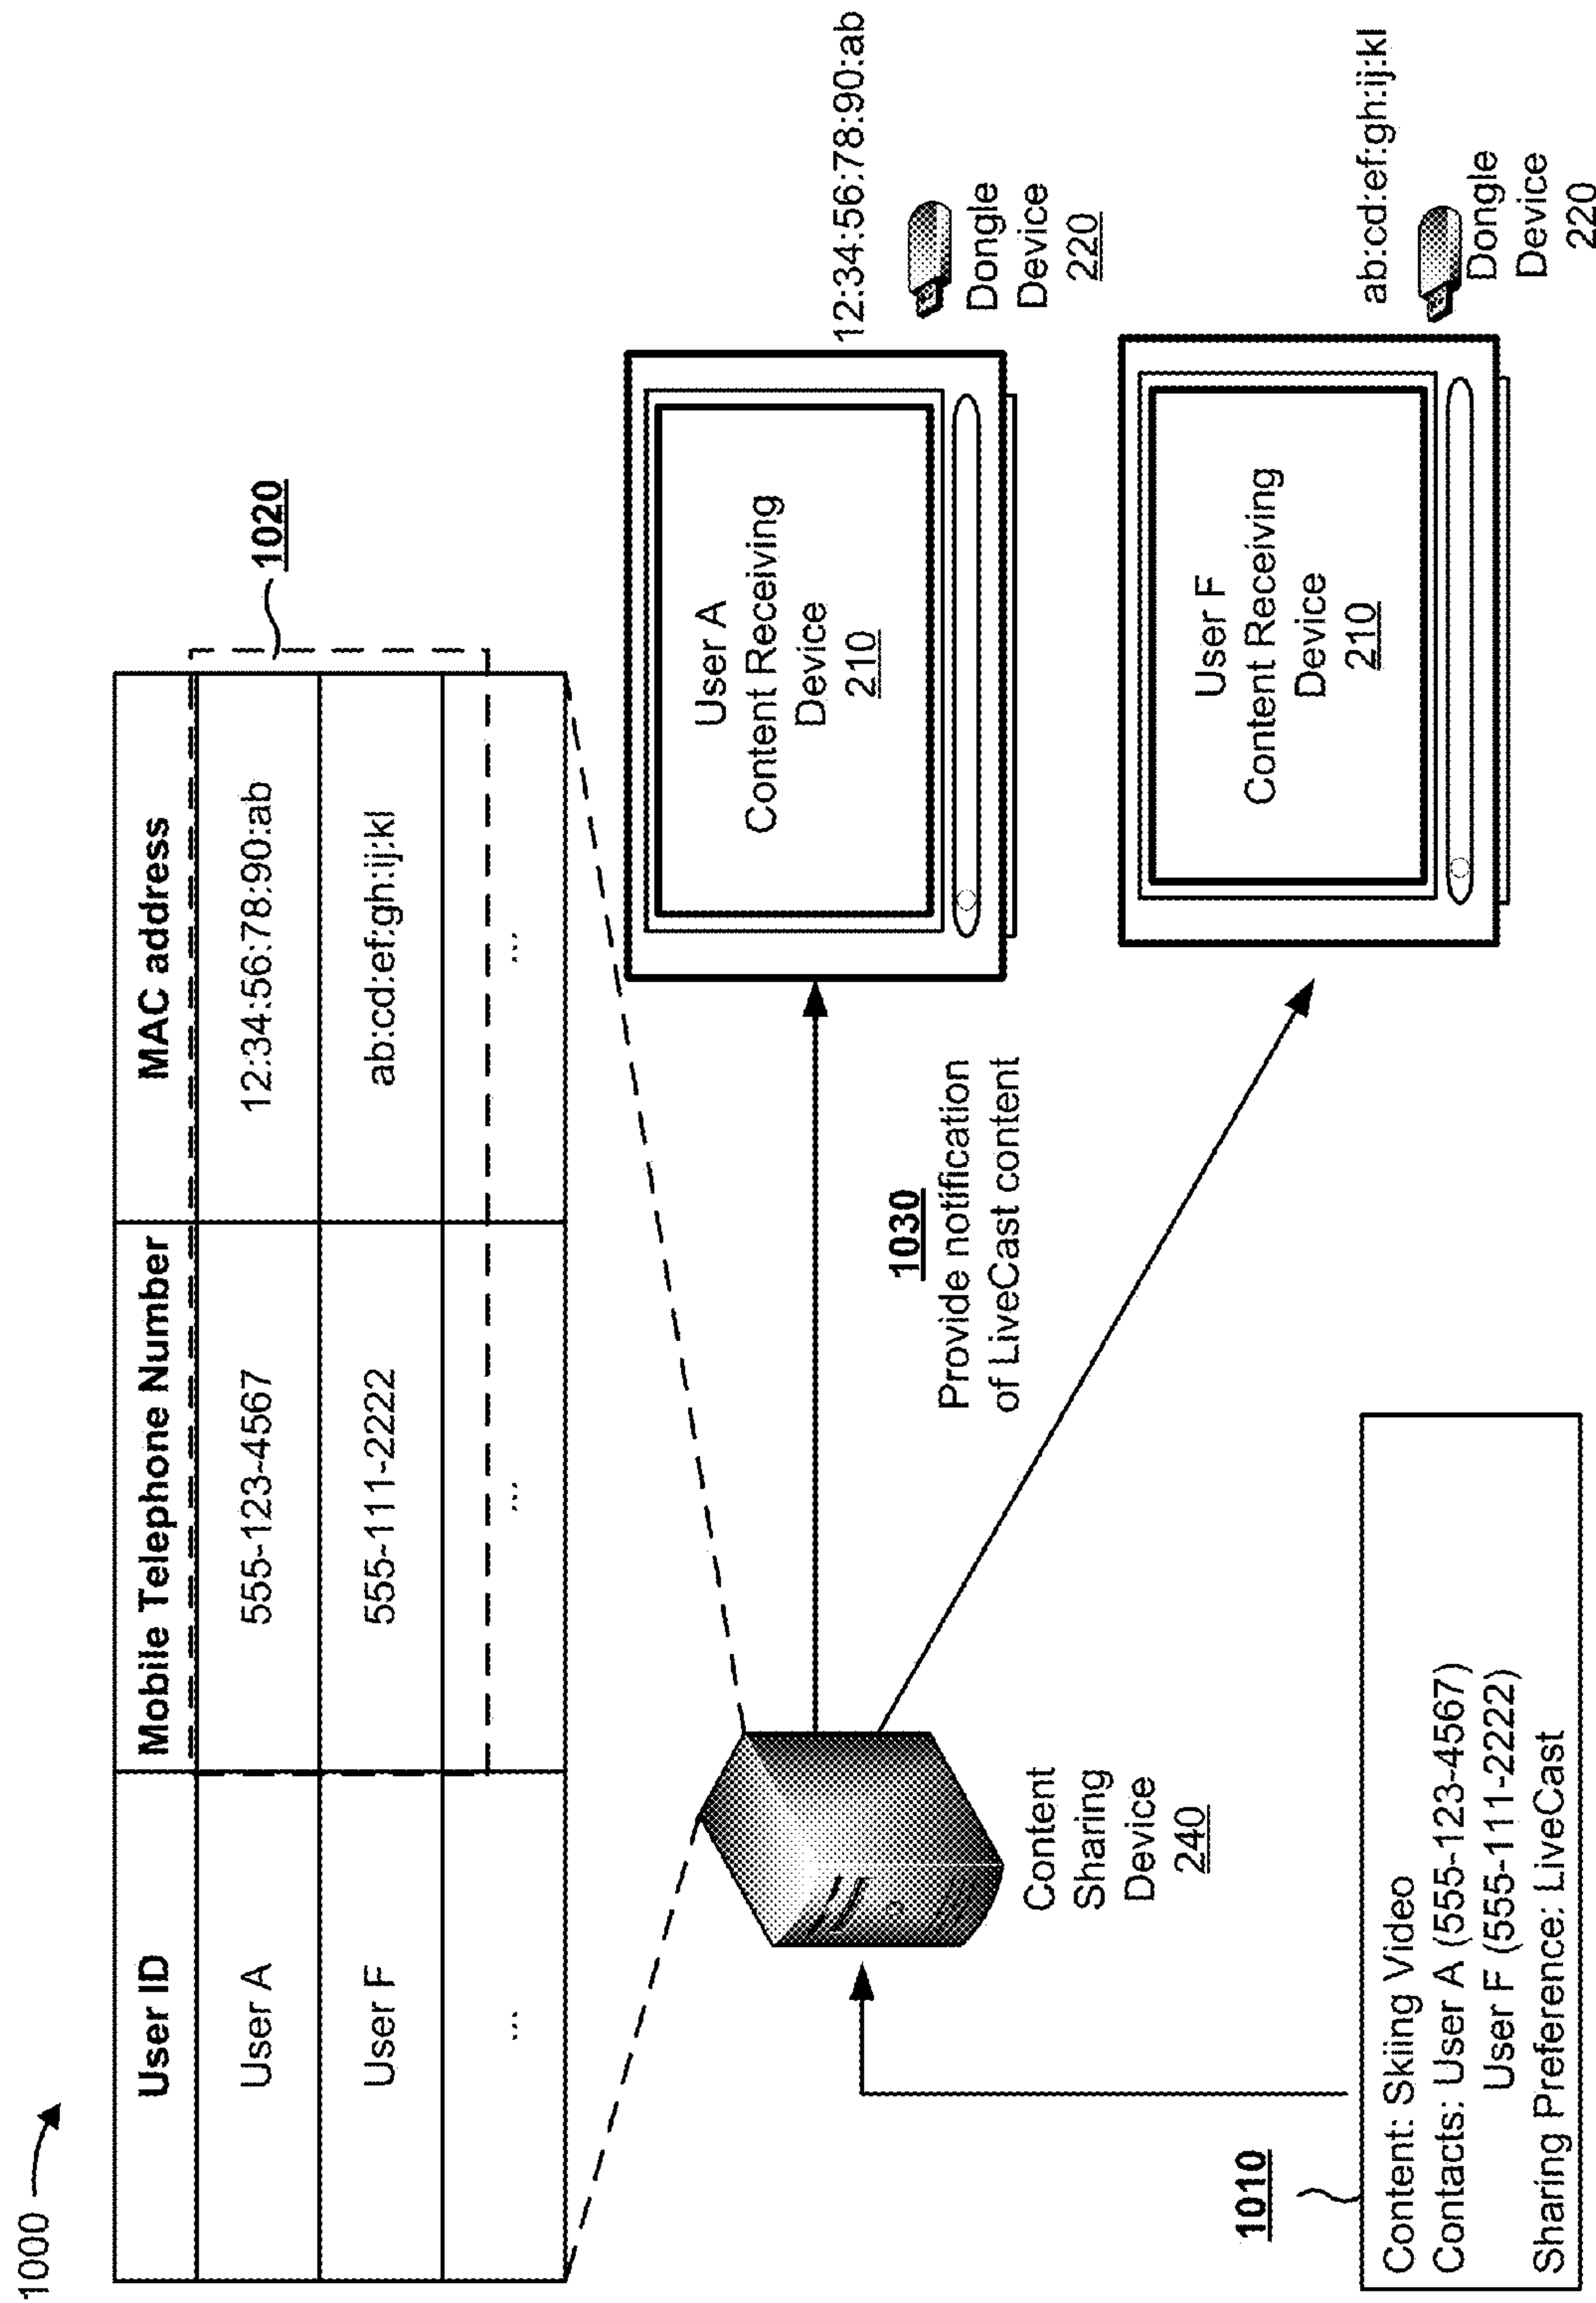 1000
User ID
Mobile Telephone Number
MAC address
User A
555-123-4567
12:34:56:78:90:ab
User F
555-111-2222
ab:cd:ef:gh:ij:kl
...
...
...
1020
User A
Content Receiving
Device
210
12:34:56:78:90:ab
Dongle
Device
220
Content
Sharing
Device
240
1030
Provide notification
of LiveCast content
User F
Content Receiving
Device
210
ab:cd:ef:gh:ij:kl
Dongle
Device
220
1010
Content: Skiing Video
Contacts: User A (555-123-4567)
User F (555-111-2222)
Sharing Preference: LiveCast